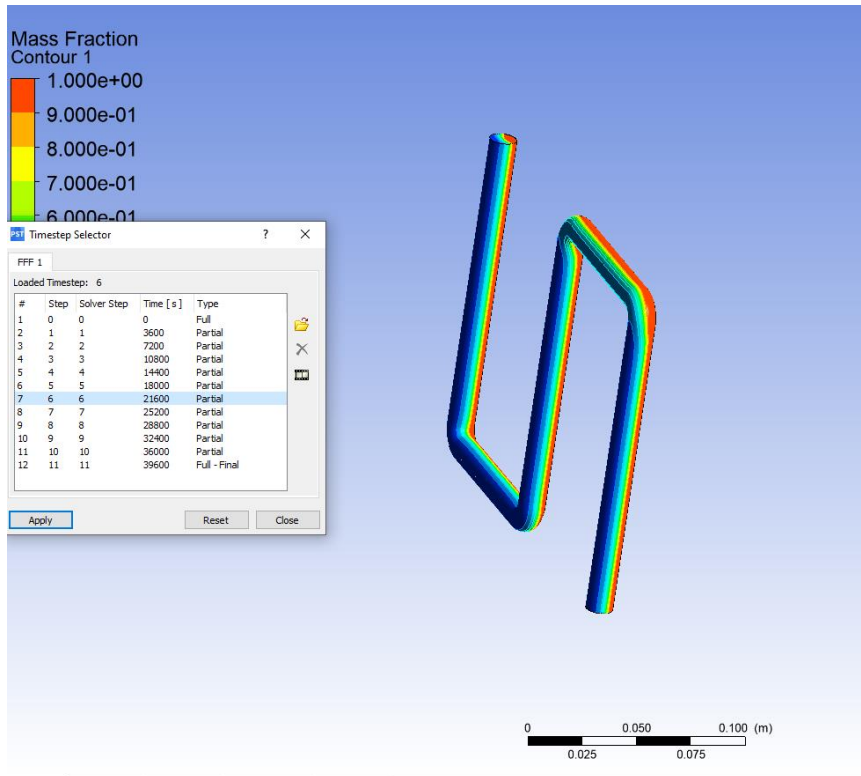 Mass Fraction
Contour 1
1.000e+00
9.000e-01
8.000e-01
7.000e-01
6.000e-01
PST Timestep Selector ? X
FFF 1
Loaded Timestep: 6
# Step Solver Step Time [ s ] Type
1 0 0 0 Full
2 1 1 3600 Partial
3 2 2 7200 Partial
4 3 3 10800 Partial
5 4 4 14400 Partial
6 5 5 18000 Partial
7 6 6 21600 Partial
8 7 7 25200 Partial
9 8 8 28800 Partial
10 9 9 32400 Partial
11 10 10 36000 Partial
12 11 11 39600 Full - Final
Apply Reset Close
0 0.050 0.100 (m)
0.025 0.075